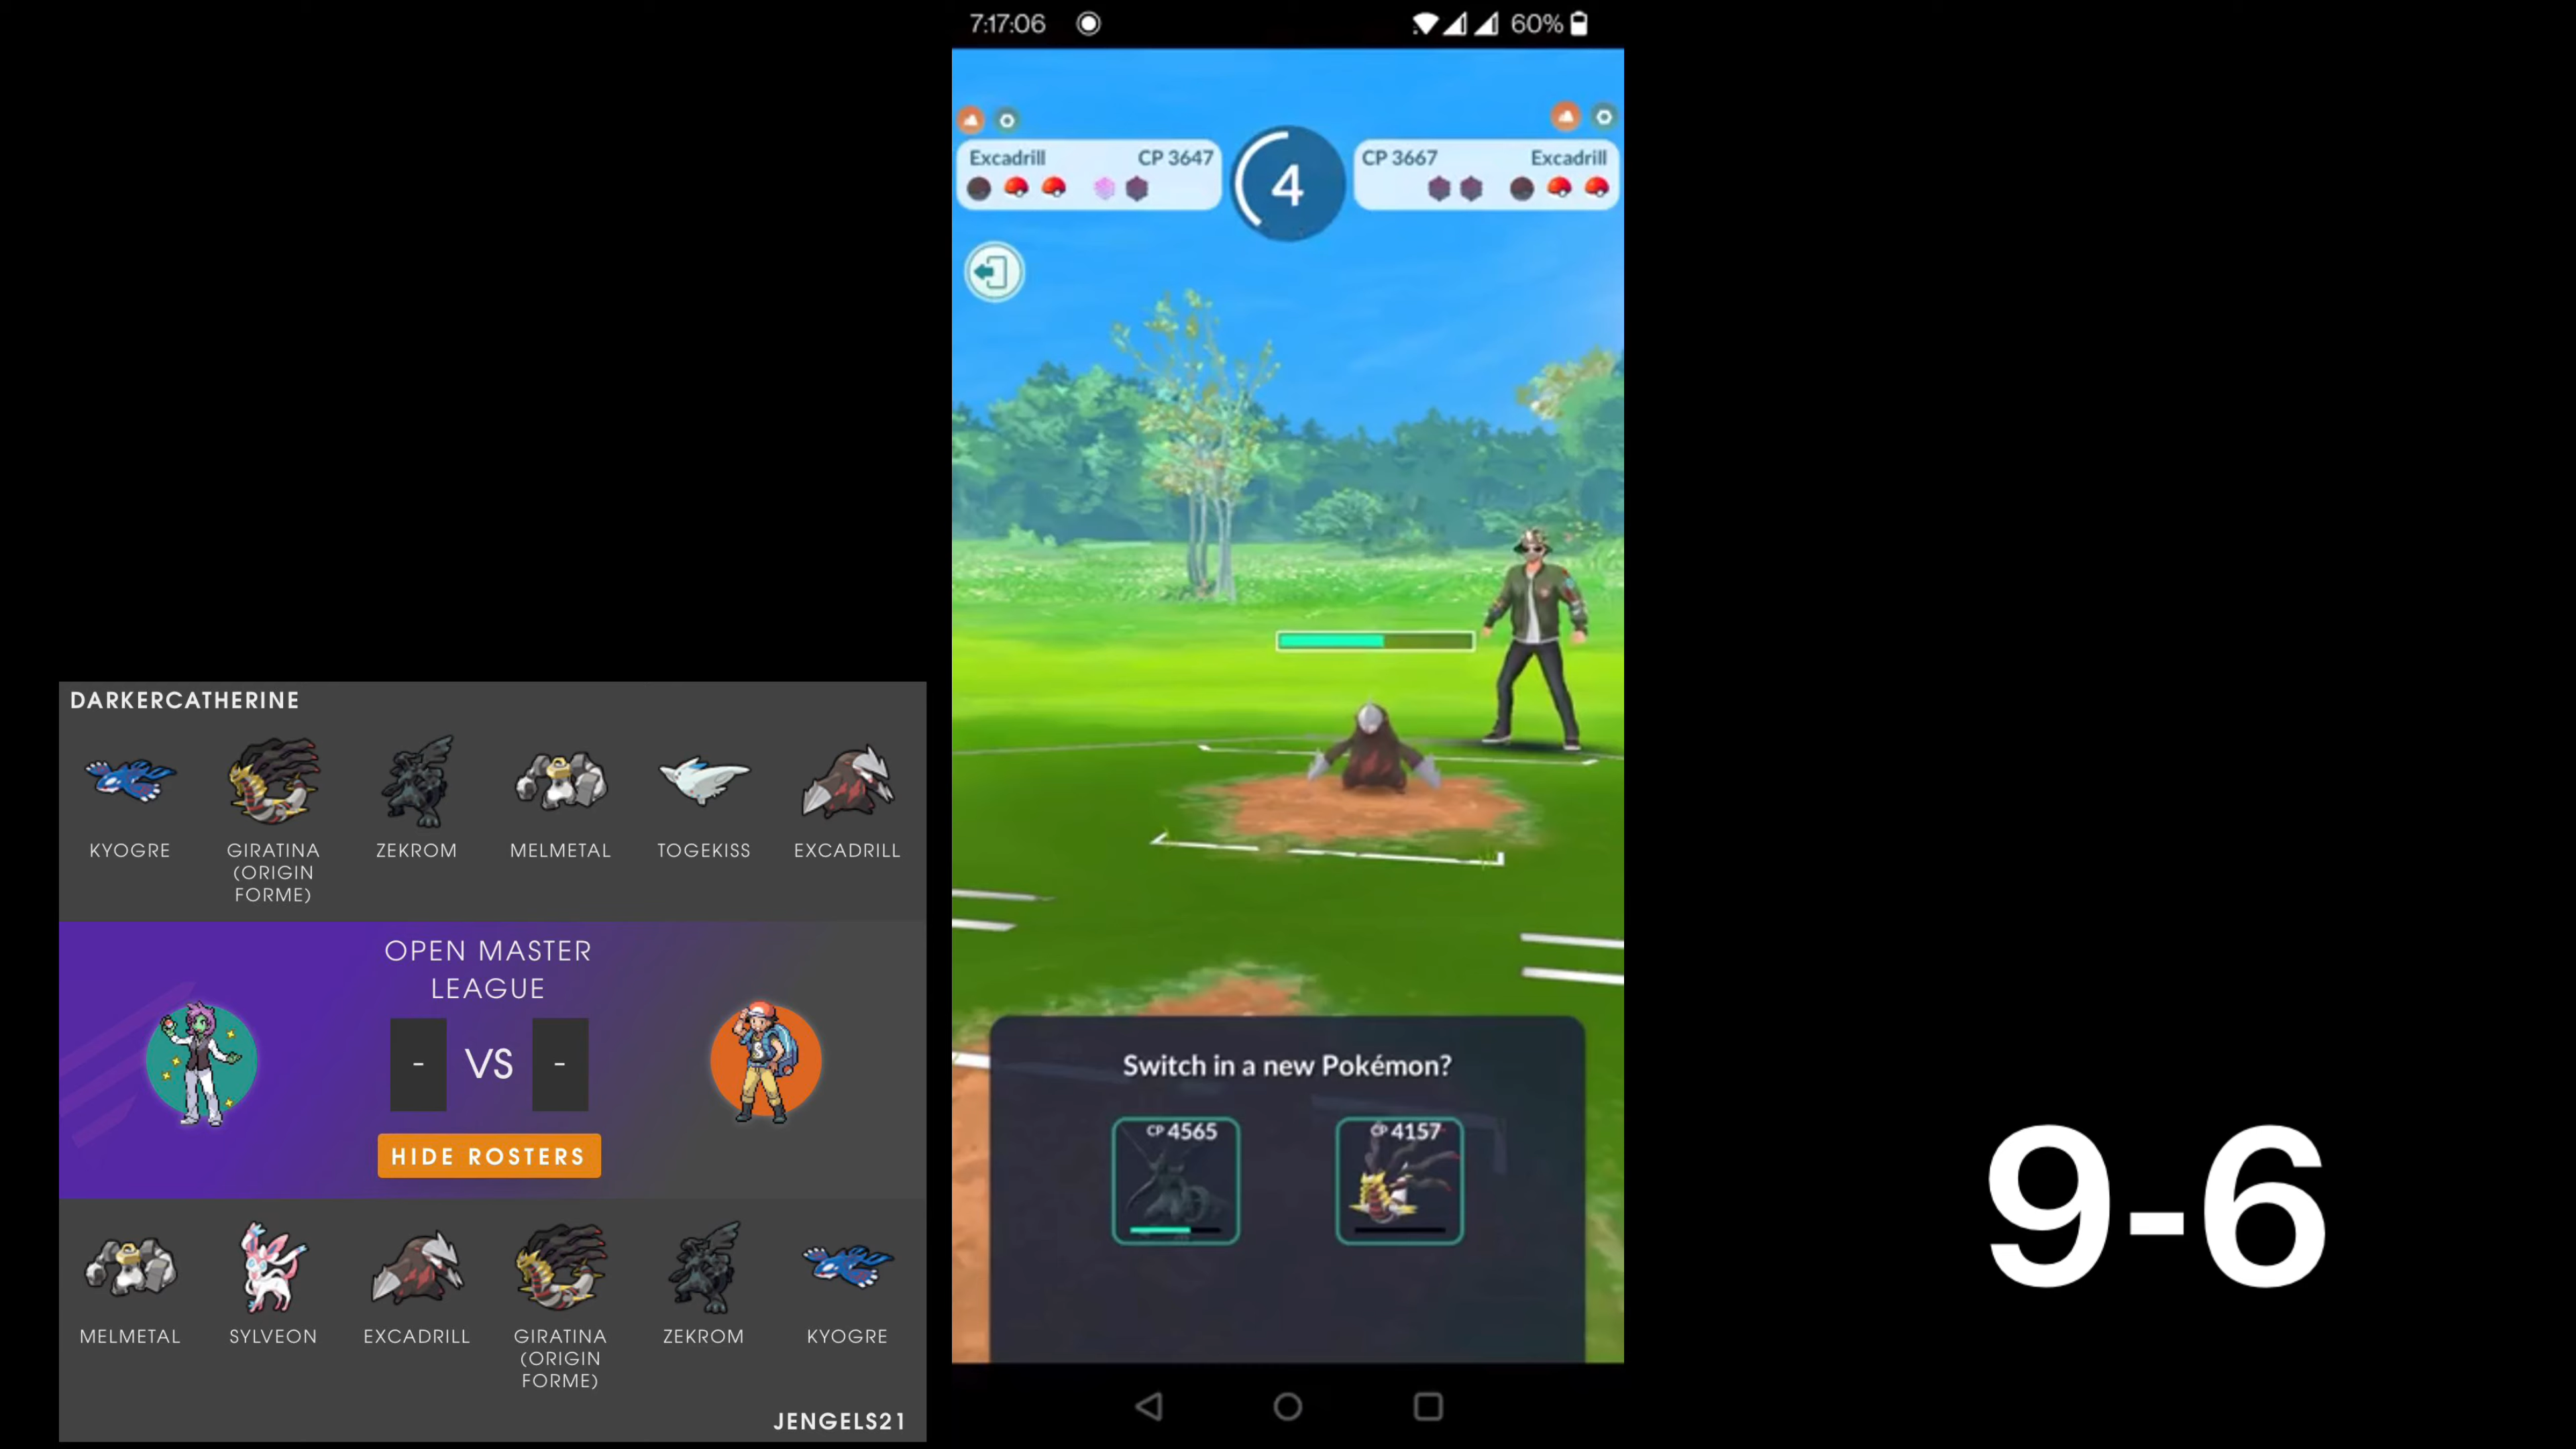 7:17:06
60%
Excadrill CP 3647
4
CP 3667 Excadrill
DARKERCATHERINE
KYOGRE
GIRATINA
(ORIGIN
FORME)
ZEKROM
MELMETAL
TOGEKISS
EXCADRILL
OPEN MASTER
LEAGUE
- VS -
HIDE ROSTERS
MELMETAL
SYLVEON
EXCADRILL
GIRATINA
(ORIGIN
FORME)
ZEKROM
KYOGRE
JENGELS21
Switch in a new Pokémon?
CP 4565
CP 4157
9-6